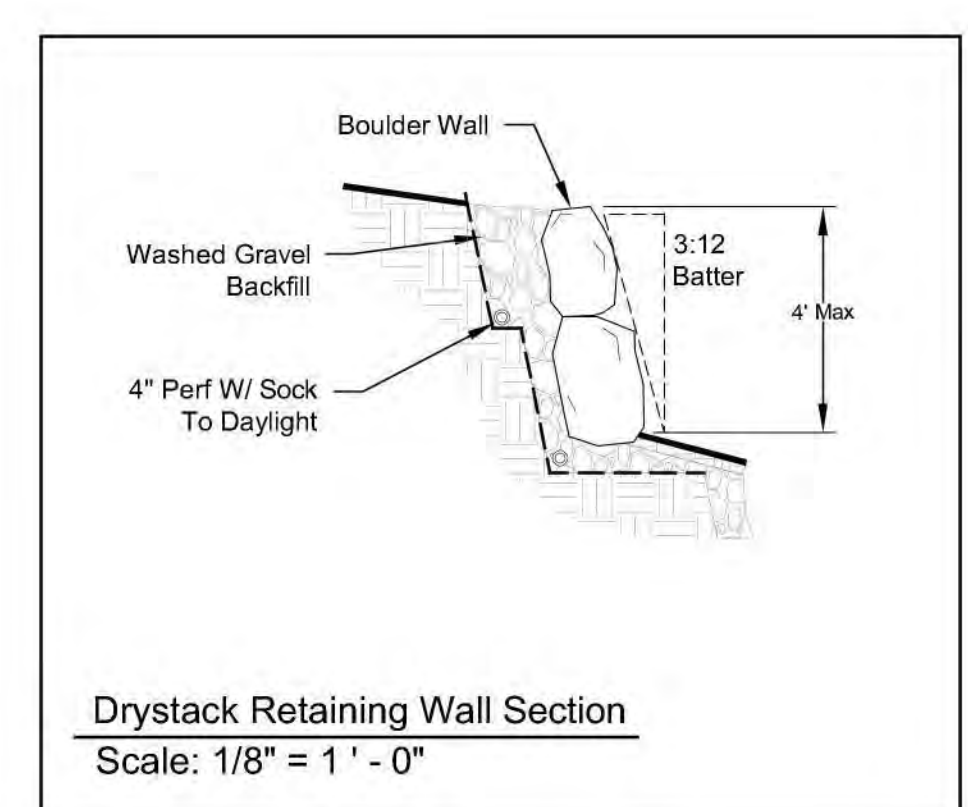 Boulder Wall
Washed Gravel
Backfill
3:12
Batter
4' Max
4" Perf W/ Sock
To Daylight
Drystack Retaining Wall Section
Scale: 1/8" = 1 ' - 0"